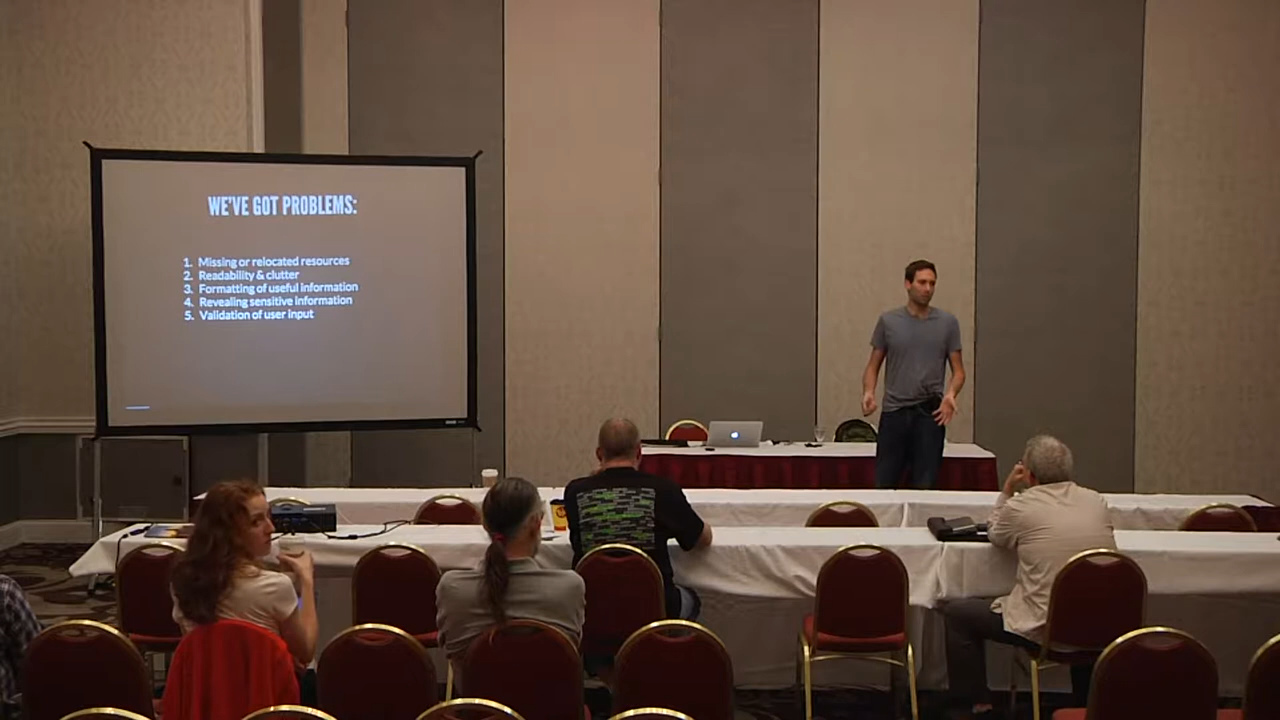 WE'VE GOT PROBLEMS:
1. Missing or relocated resources
2. Readability & clutter
3. Formatting of useful information
4. Revealing sensitive information
5. Validation of user input